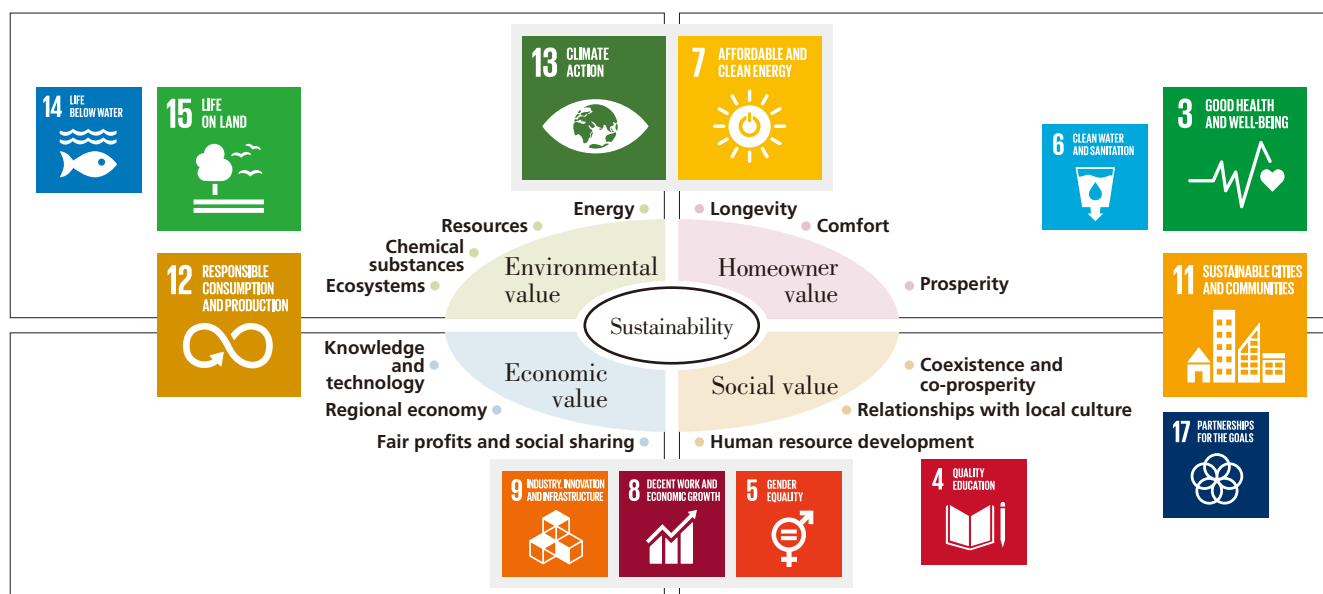 13 CLIMATE
ACTION
7 AFFORDABLE AND
CLEAN ENERGY
14 LIFE
BELOW WATER
15 LIFE
ON LAND
6 CLEAN WATER
AND SANITATION
3 GOOD HEALTH
AND WELL-BEING
Energy
Resources
Chemical
substances
Ecosystems
Environmental
value
Longevity
Comfort
Prosperity
Homeowner
value
12 RESPONSIBLE
CONSUMPTION
AND PRODUCTION
11 SUSTAINABLE CITIES
AND COMMUNITIES
Sustainability
Knowledge
and
technology
Regional economy
Fair profits and social sharing
Economic
value
Social value
Coexistence and
co-prosperity
Relationships with local culture
Human resource development
9 INDUSTRY, INNOVATION
AND INFRASTRUCTURE
8 DECENT WORK AND
ECONOMIC GROWTH
5 GENDER
EQUALITY
4 QUALITY
EDUCATION
17 PARTNERSHIPS
FOR THE GOALS